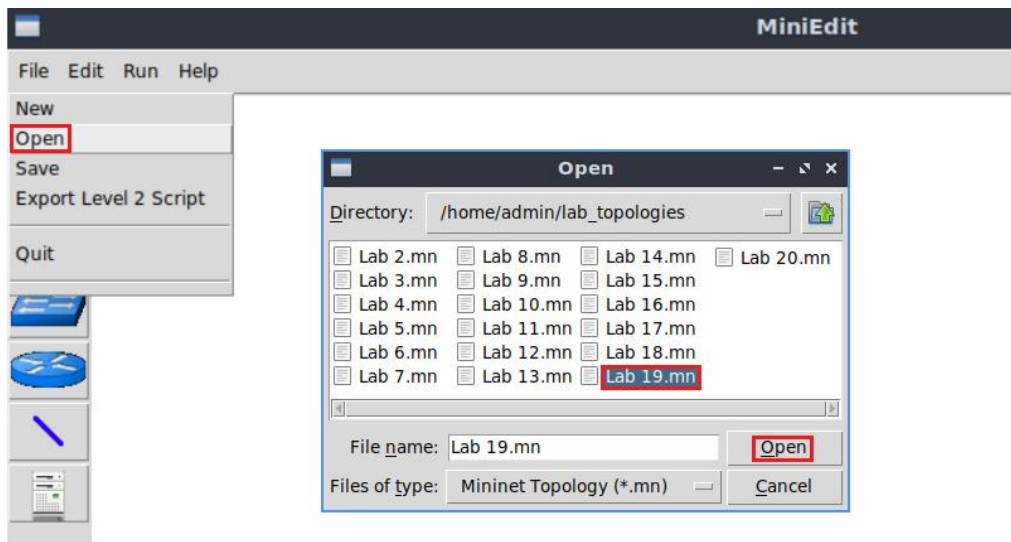 MiniEdit
File Edit Run Help
New
Open
Save
Export Level 2 Script
Quit
Open
Directory: /home/admin/lab_topologies
Lab 2.mn Lab 8.mn Lab 14.mn Lab 20.mn
Lab 3.mn Lab 9.mn Lab 15.mn
Lab 4.mn Lab 10.mn Lab 16.mn
Lab 5.mn Lab 11.mn Lab 17.mn
Lab 6.mn Lab 12.mn Lab 18.mn
Lab 7.mn Lab 13.mn Lab 19.mn
File name: Lab 19.mn Open
Files of type: Mininet Topology (*.mn) Cancel